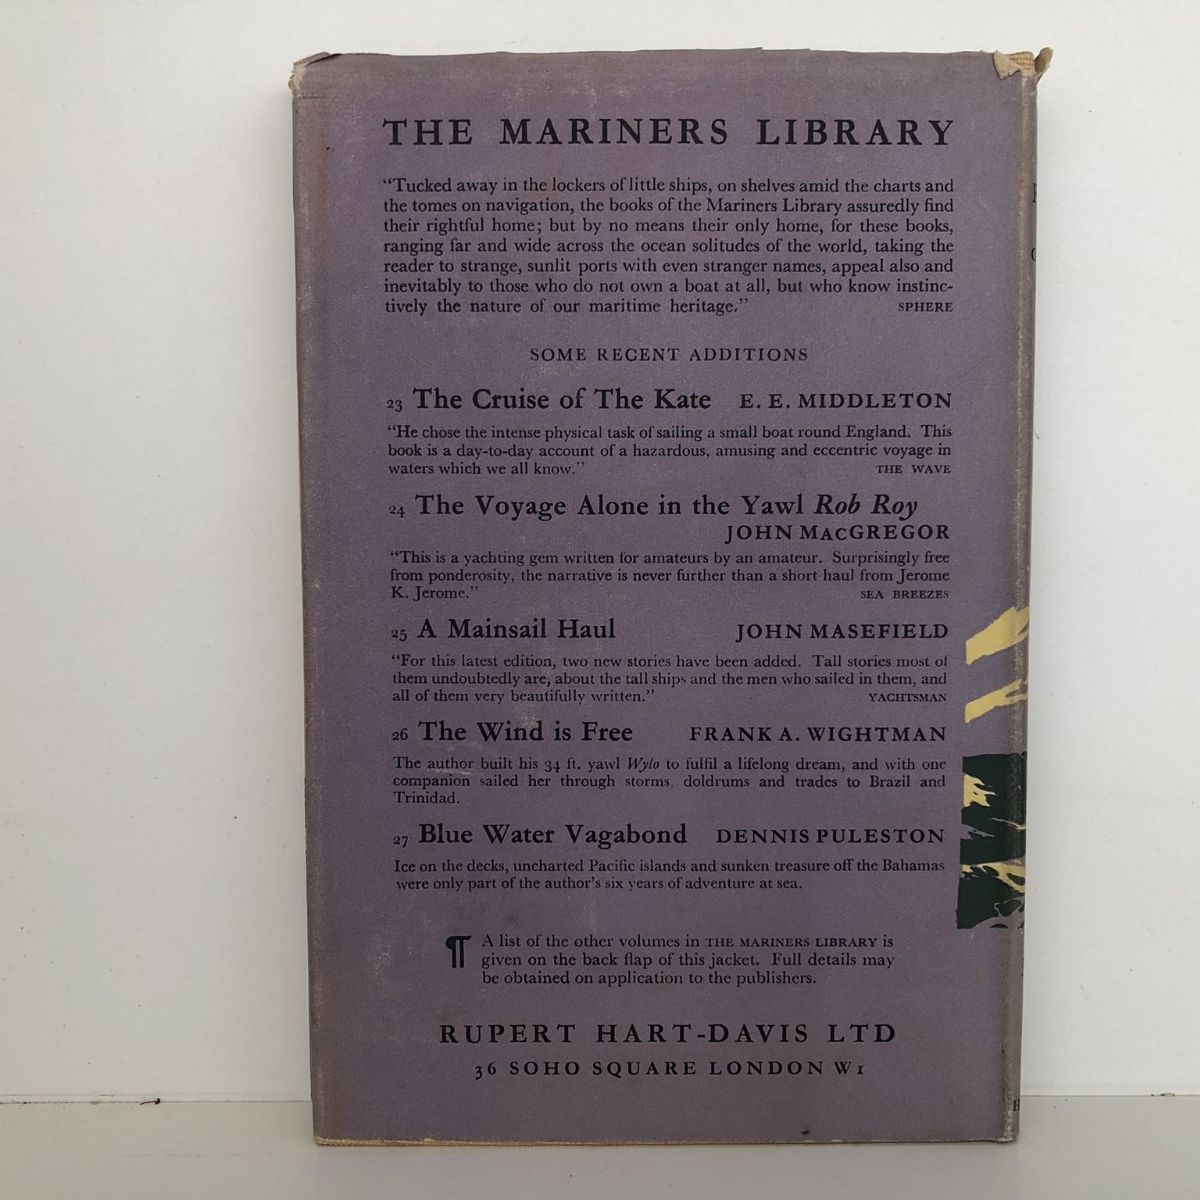 THE MARINERS LIBRARY
“Tucked away in the lockers of little ships, on shelves amid the charts and
the tomes on navigation, the books of the Mariners Library assuredly find
their rightful home; but by no means their only home, for these books,
ranging far and wide across the ocean solitudes of the world, taking the
reader to strange, sunlit ports with even stranger names, appeal also and
inevitably to those who do not own a boat at all, but who know instinc-
tively the nature of our maritime heritage.” SPHERE
SOME RECENT ADDITIONS
23 The Cruise of The Kate E. E. MIDDLETON
“He chose the intense physical task of sailing a small boat round England. This
book is a day-to-day account of a hazardous, amusing and eccentric voyage in
waters which we all know.” THE WAVE
24 The Voyage Alone in the Yawl Rob Roy
JOHN MACGREGOR
“This is a yachting gem written for amateurs by an amateur. Surprisingly free
from ponderosity, the narrative is never further than a short haul from Jerome
K. Jerome.” SEA BREEZES
25 A Mainsail Haul JOHN MASEFIELD
“For this latest edition, two new stories have been added. Tall stories most of
them undoubtedly are, about the tall ships and the men who sailed in them, and
all of them very beautifully written.” YACHTSMAN
26 The Wind is Free FRANK A. WIGHTMAN
The author built his 34 ft. yawl Wylo to fulfil a lifelong dream, and with one
companion sailed her through storms, doldrums and trades to Brazil and
Trinidad.
27 Blue Water Vagabond DENNIS PULESTON
Ice on the decks, uncharted Pacific islands and sunken treasure off the Bahamas
were only part of the author's six years of adventure at sea.
¶ A list of the other volumes in THE MARINERS LIBRARY is
given on the back flap of this jacket. Full details may
be obtained on application to the publishers.
RUPERT HART-DAVIS LTD
36 SOHO SQUARE LONDON W1